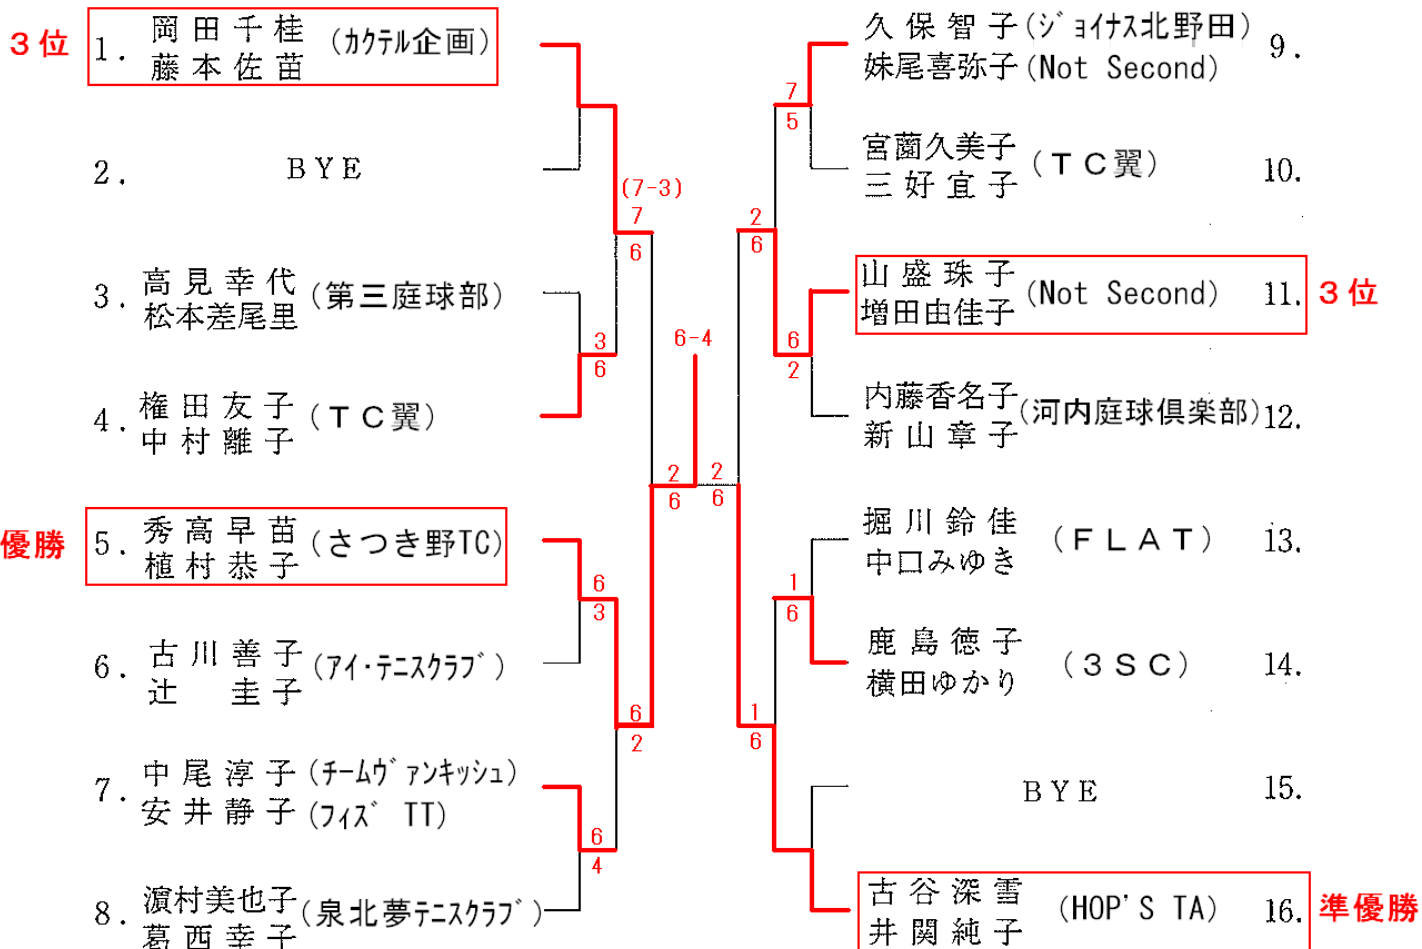 3位
1. 岡田千桂 (カクテル企画)
藤本佐苗
2. BYE
3. 高見幸代 (第三庭球部)
松本差尾里
4. 権田友子 (TC翼)
中村離子
優勝
5. 秀高早苗 (さつき野TC)
植村恭子
6. 古川善子 (アイ・テニスクラブ)
辻 圭子
7. 中尾淳子 (チームヴァンキッシュ)
安井静子 (フィズ TT)
8. 濵村美也子 (泉北夢テニスクラブ)
葛西幸子
(7-3)
7
6
3
6
6
3
6
2
6
4
2
6
6-4
2
6
7
5
2
6
6
2
1
6
1
6
久保智子 (ジョイナス北野田) 9.
妹尾喜弥子 (Not Second)
宮薗久美子 (TC翼) 10.
三好宜子
山盛珠子 (Not Second) 11.
増田由佳子
3位
内藤香名子 (河内庭球倶楽部) 12.
新山章子
掘川鈴佳 (FLAT) 13.
中口みゆき
鹿島徳子 (3SC) 14.
横田ゆかり
BYE 15.
古谷深雪 (HOP'S TA) 16.
井関純子
準優勝